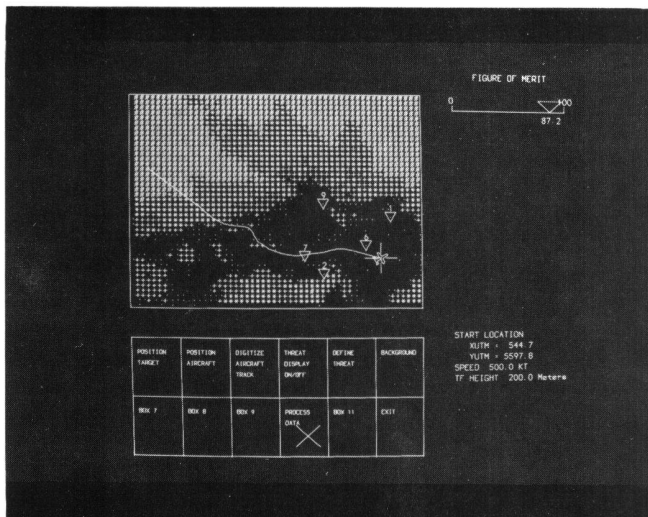 FIGURE OF MERIT
0 100
87.2
9
1
6
7
2
START LOCATION
XUTM = 544.7
YUTM = 5597.8
SPEED 500.0 KT
TF HEIGHT 200.0 Meters
POSITION TARGET
POSITION AIRCRAFT
DIGITIZE AIRCRAFT TRACK
THREAT DISPLAY ON/OFF
DEFINE THREAT
BACKGROUND
BOX 7
BOX 8
BOX 9
PROCESS DATA
BOX 11
EXIT